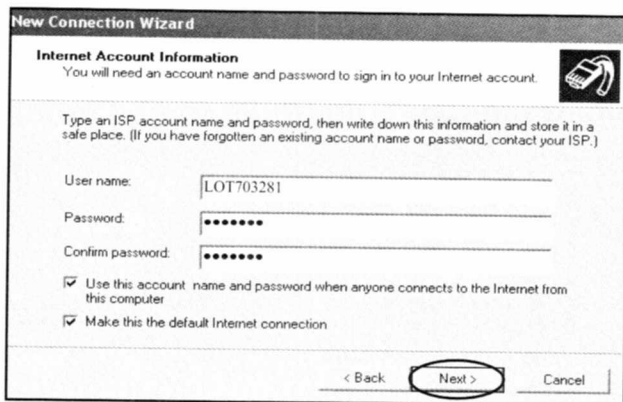 New Connection Wizard
Internet Account Information
You will need an account name and password to sign in to your Internet account.
Type an ISP account name and password, then write down this information and store it in a
safe place. (If you have forgotten an existing account name or password, contact your ISP.)
User name:
LOT703281
Password:
•••••••
Confirm password:
•••••••
Use this account name and password when anyone connects to the Internet from
this computer
Make this the default Internet connection
< Back
Next >
Cancel